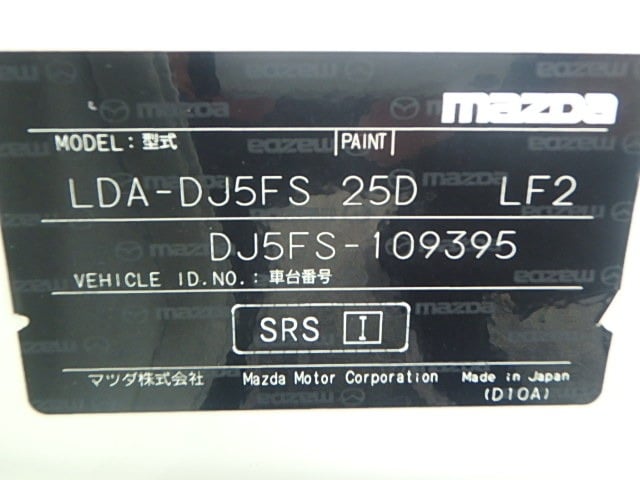 mazda
MODEL: 型式 PAINT
LDA-DJ5FS 25D LF2
DJ5FS-109395
VEHICLE ID.NO.: 車台番号
SRS I
マツダ株式会社 Mazda Motor Corporation Made in Japan
(D10A)